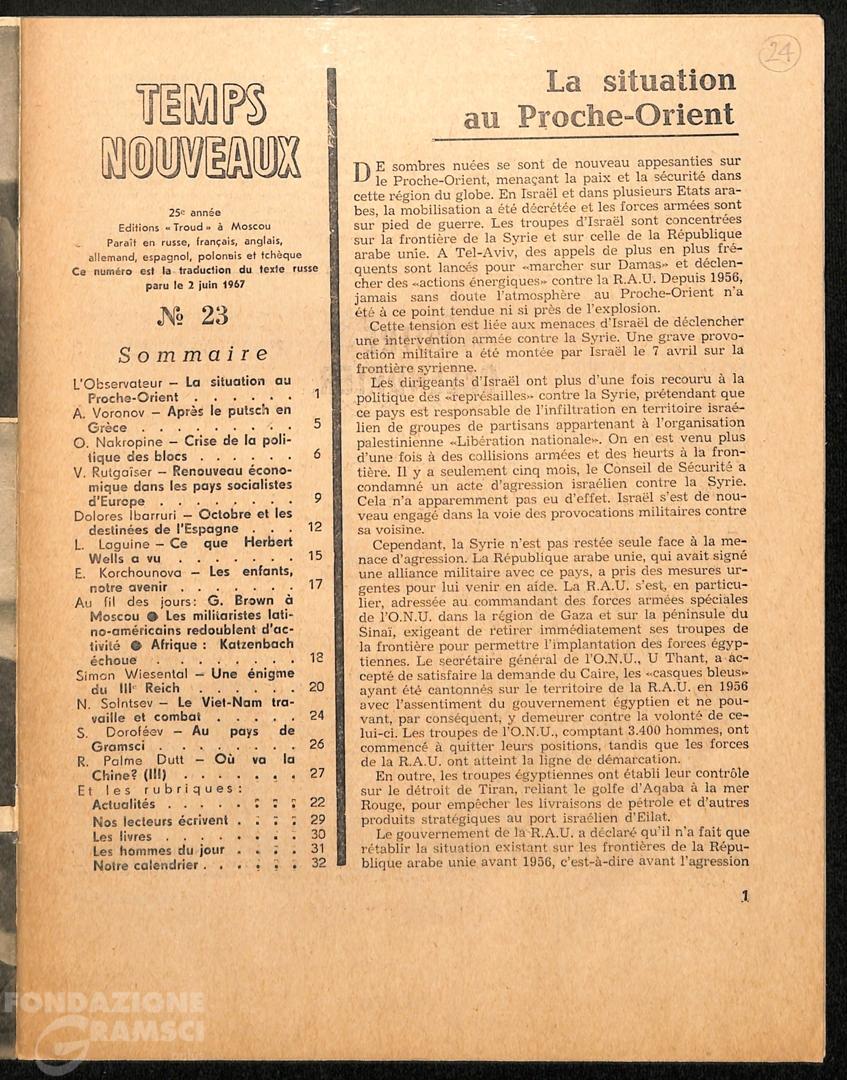 24
TEMPS
NOUVEAUX
25e année
Editions «Troud» à Moscou
Paraît en russe, français, anglais,
allemand, espagnol, polonais et tchèque
Ce numéro est la traduction du texte russe
paru le 2 juin 1967
№ 23
Sommaire
L'Observateur – La situation au
Proche-Orient . . . . . . 1
A. Voronov – Après le putsch en
Grèce . . . . . . . . . 5
O. Nakropine – Crise de la poli-
tique des blocs . . . . . . 6
V. Rutgaïser – Renouveau écono-
mique dans les pays socialistes
d'Europe . . . . . . . . 9
Dolores Ibarruri – Octobre et les
destinées de l'Espagne . . . 12
L. Laguine – Ce que Herbert
Wells a vu . . . . . . . 15
E. Korchounova – Les enfants,
notre avenir . . . . . . . 17
Au fil des jours: G. Brown à
Moscou ● Les militaristes lati-
no-américains redoublent d'ac-
tivité ● Afrique : Katzenbach
échoue . . . . . . . . 18
Simon Wiesental – Une énigme
du IIIe Reich . . . . . . 20
N. Solntsev – Le Viet-Nam tra-
vaille et combat . . . . . 24
S. Doroféev – Au pays de
Gramsci . . . . . . . . 26
R. Palme Dutt – Où va la
Chine? (III) . . . . . . . 27
Et les rubriques:
Actualités . . . . . . . . 22
Nos lecteurs écrivent . . . . 29
Les livres . . . . . . . . 30
Les hommes du jour . . . . 31
Notre calendrier . . . . . . 32
La situation
au Proche-Orient
DE sombres nuées se sont de nouveau appesanties sur
le Proche-Orient, menaçant la paix et la sécurité dans
cette région du globe. En Israël et dans plusieurs Etats ara-
bes, la mobilisation a été décrétée et les forces armées sont
sur pied de guerre. Les troupes d'Israël sont concentrées
sur la frontière de la Syrie et sur celle de la République
arabe unie. A Tel-Aviv, des appels de plus en plus fré-
quents sont lancés pour «marcher sur Damas» et déclen-
cher des «actions énergiques» contre la R.A.U. Depuis 1956,
jamais sans doute l'atmosphère au Proche-Orient n'a
été à ce point tendue ni si près de l'explosion.
Cette tension est liée aux menaces d'Israël de déclencher
une intervention armée contre la Syrie. Une grave provo-
cation militaire a été montée par Israël le 7 avril sur la
frontière syrienne.
Les dirigeants d'Israël ont plus d'une fois recouru à la
politique des «représailles» contre la Syrie, prétendant que
ce pays est responsable de l'infiltration en territoire israé-
lien de groupes de partisans appartenant à l'organisation
palestinienne «Libération nationale». On en est venu plus
d'une fois à des collisions armées et des heurts à la fron-
tière. Il y a seulement cinq mois, le Conseil de Sécurité a
condamné un acte d'agression israélien contre la Syrie.
Cela n'a apparemment pas eu d'effet. Israël s'est de nou-
veau engagé dans la voie des provocations militaires contre
sa voisine.
Cependant, la Syrie n'est pas restée seule face à la me-
nace d'agression. La République arabe unie, qui avait signé
une alliance militaire avec ce pays, a pris des mesures ur-
gentes pour lui venir en aide. La R.A.U. s'est, en particu-
lier, adressée au commandant des forces armées spéciales
de l'O.N.U. dans la région de Gaza et sur la péninsule du
Sinaï, exigeant de retirer immédiatement ses troupes de
la frontière pour permettre l'implantation des forces égyp-
tiennes. Le secrétaire général de l'O.N.U., U Thant, a ac-
cepté de satisfaire la demande du Caire, les «casques bleus»
ayant été cantonnés sur le territoire de la R.A.U. en 1956
avec l'assentiment du gouvernement égyptien et ne pou-
vant, par conséquent, y demeurer contre la volonté de ce-
lui-ci. Les troupes de l'O.N.U., comptant 3.400 hommes, ont
commencé à quitter leurs positions, tandis que les forces
de la R.A.U. ont atteint la ligne de démarcation.
En outre, les troupes égyptiennes ont établi leur contrôle
sur le détroit de Tiran, reliant le golfe d'Aqaba à la mer
Rouge, pour empêcher les livraisons de pétrole et d'autres
produits stratégiques au port israélien d'Eilat.
Le gouvernement de la R.A.U. a déclaré qu'il n'a fait que
rétablir la situation existant sur les frontières de la Répu-
blique arabe unie avant 1956, c'est-à-dire avant l'agression
1
FONDAZIONE
GRAMSCI